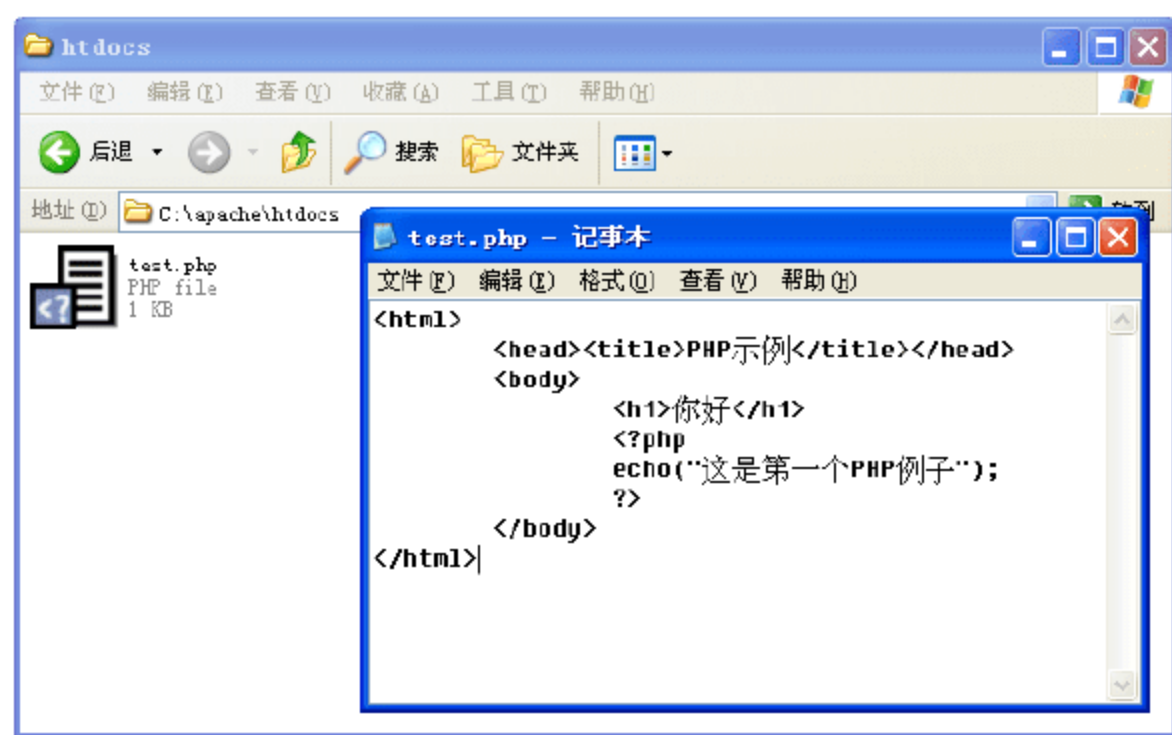 htdocs
文件(F) 编辑(E) 查看(V) 收藏(A) 工具(T) 帮助(H)
后退 搜索 文件夹
地址(D) C:\apache\htdocs 转到
test.php
PHP file
1 KB
test.php - 记事本
文件(F) 编辑(E) 格式(O) 查看(V) 帮助(H)
<html>
<head><title>PHP示例</title></head>
<body>
<h1>你好</h1>
<?php
echo("这是第一个PHP例子");
?>
</body>
</html>